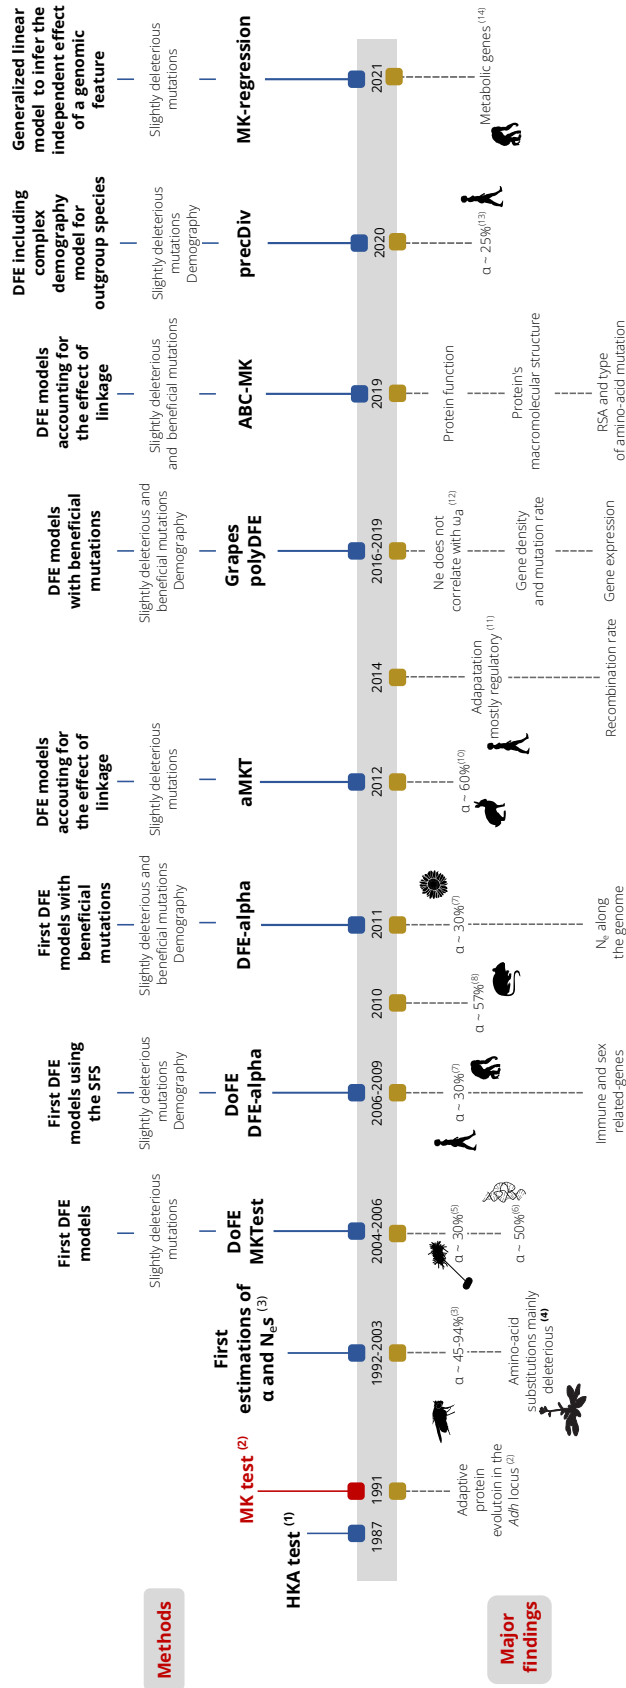 Methods
HKA test (1)
MK test (2)
First
estimations of
α and Nes (3)
First DFE
models
Slightly deleterious
mutations
DoFE
MKTest
First DFE
models using
the SFS
Slightly deleterious
mutations
Demography
DoFE
DFE-alpha
First DFE
models with
beneficial
mutations
Slightly deleterious and
beneficial mutations
Demography
DFE-alpha
DFE models
accouting for
the effect of
linkage
Slightly deleterious
mutations
aMKT
DFE models
with beneficial
mutations
Slightly deleterious and
beneficial mutations
Demography
Grapes
polyDFE
DFE models
accounting for
the effect of
linkage
Slightly deleterious
and beneficial mutations
ABC-MK
DFE including
complex
demography
model for
outgroup species
Slightly deleterious
mutations
Demography
precDiv
Generalized linear
model to infer the
independent effect
of a genomic
feature
Slightly deleterious
mutations
MK-regression
1987
1991
1992-2003
2004-2006
2006-2009
2010
2011
2012
2014
2016-2019
2019
2020
2021
Major
findings
Adaptive
protein
evolutoin in the
Adh locus (2)
α ~ 45-94%(3)
Amino-acid
substitutions mainly
deleterious (4)
α ~ 30%(5)
α ~ 50%(6)
α ~ 30%(7)
Immune and sex
related-genes
α ~ 57%(8)
α ~ 30%(7)
Ne along
the genome
α ~ 60%(10)
Adapatation
mostly regulatory (11)
Recombination rate
Ne does not
correlate with ωa (12)
Gene density
and mutation rate
Gene expression
Protein function
Protein's
macromolecular structure
RSA and type
of amino-acid mutation
α ~ 25%(13)
Metabolic genes (14)